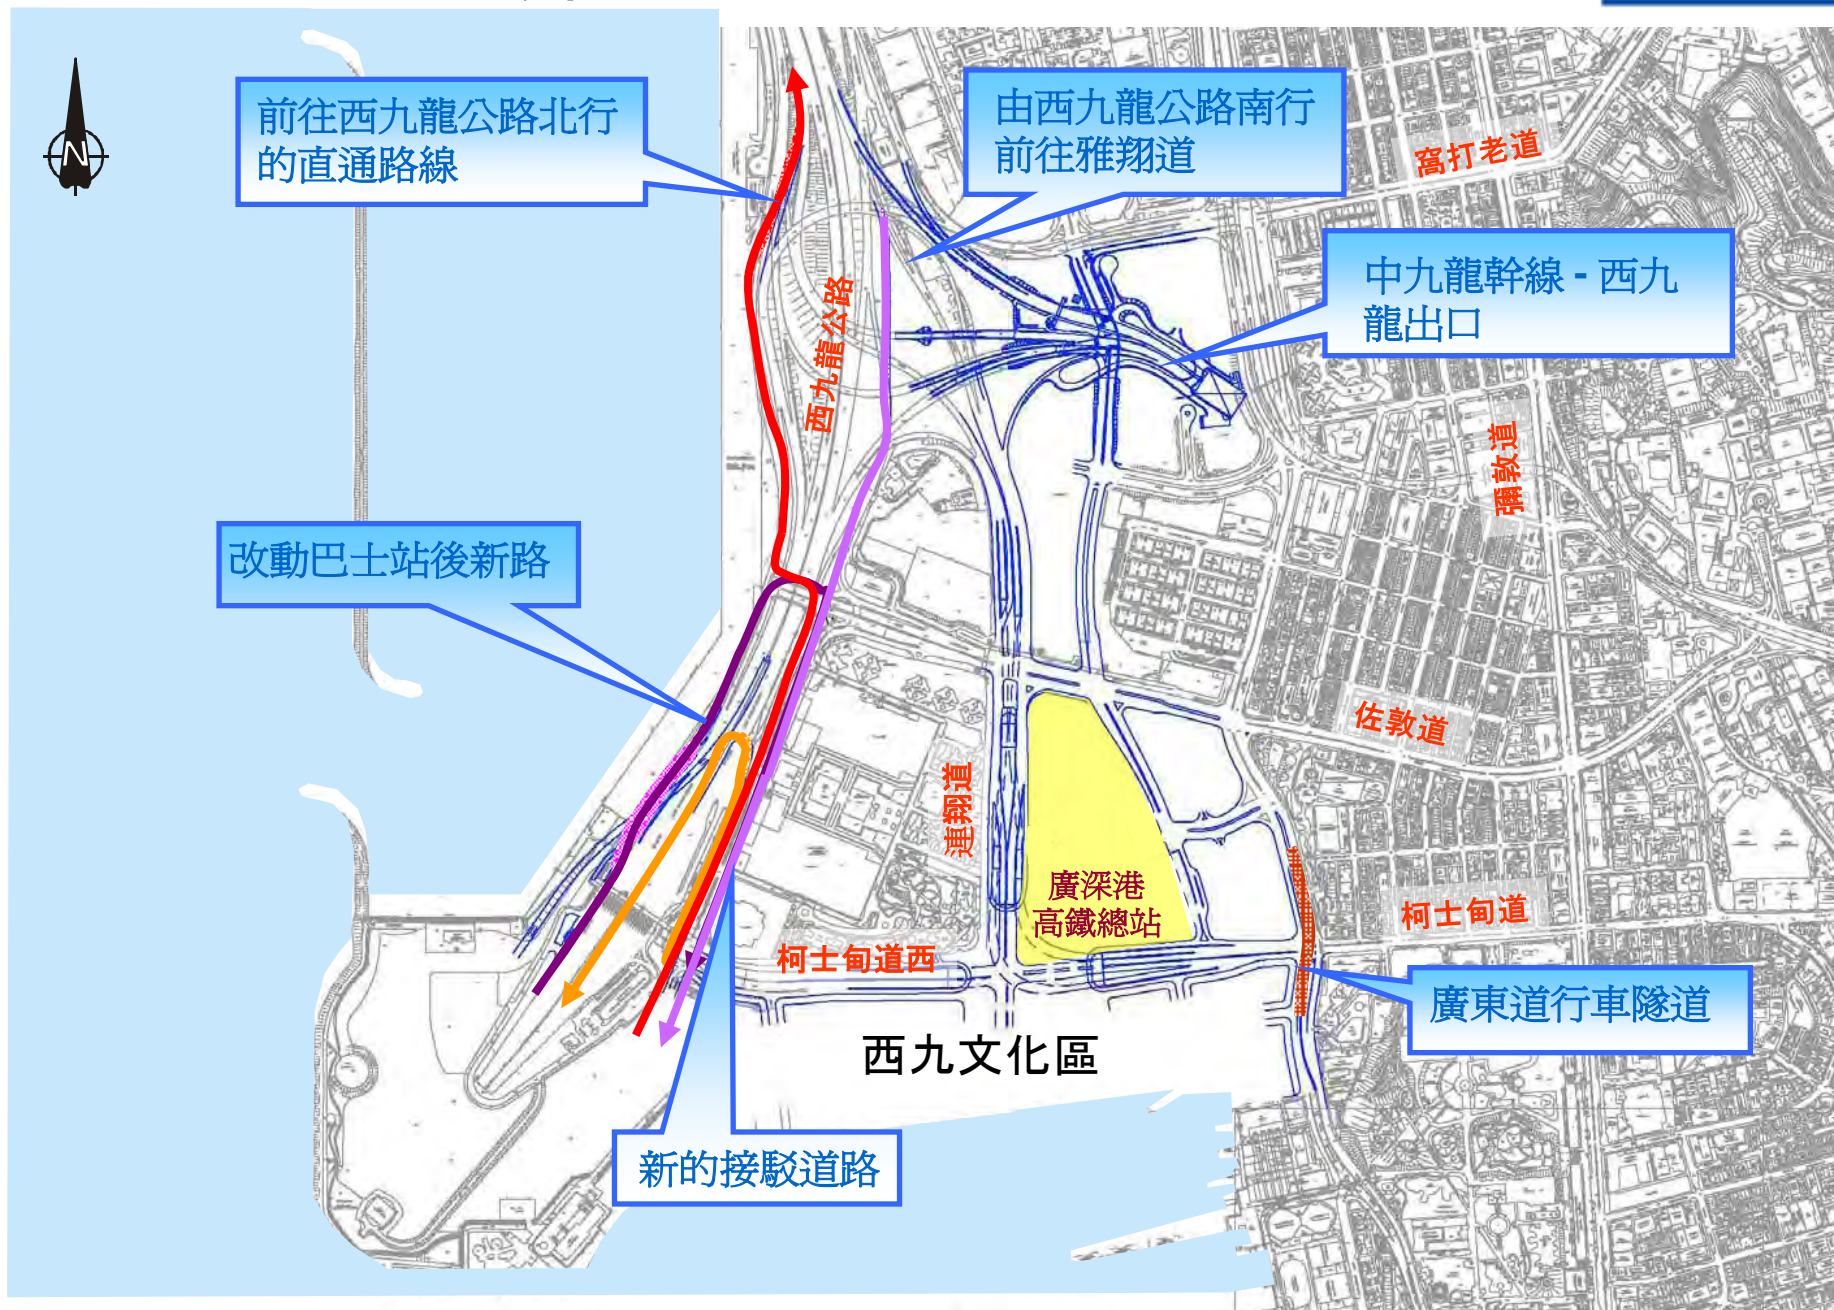 前往西九龍公路北行
的直通路線
由西九龍公路南行
前往雅翔道
窩打老道
中九龍幹線 - 西九
龍出口
西九龍公路
彌敦道
改動巴士站後新路
佐敦道
連翔道
廣深港
高鐵總站
柯士甸道
柯士甸道西
廣東道行車隧道
西九文化區
新的接駁道路
N